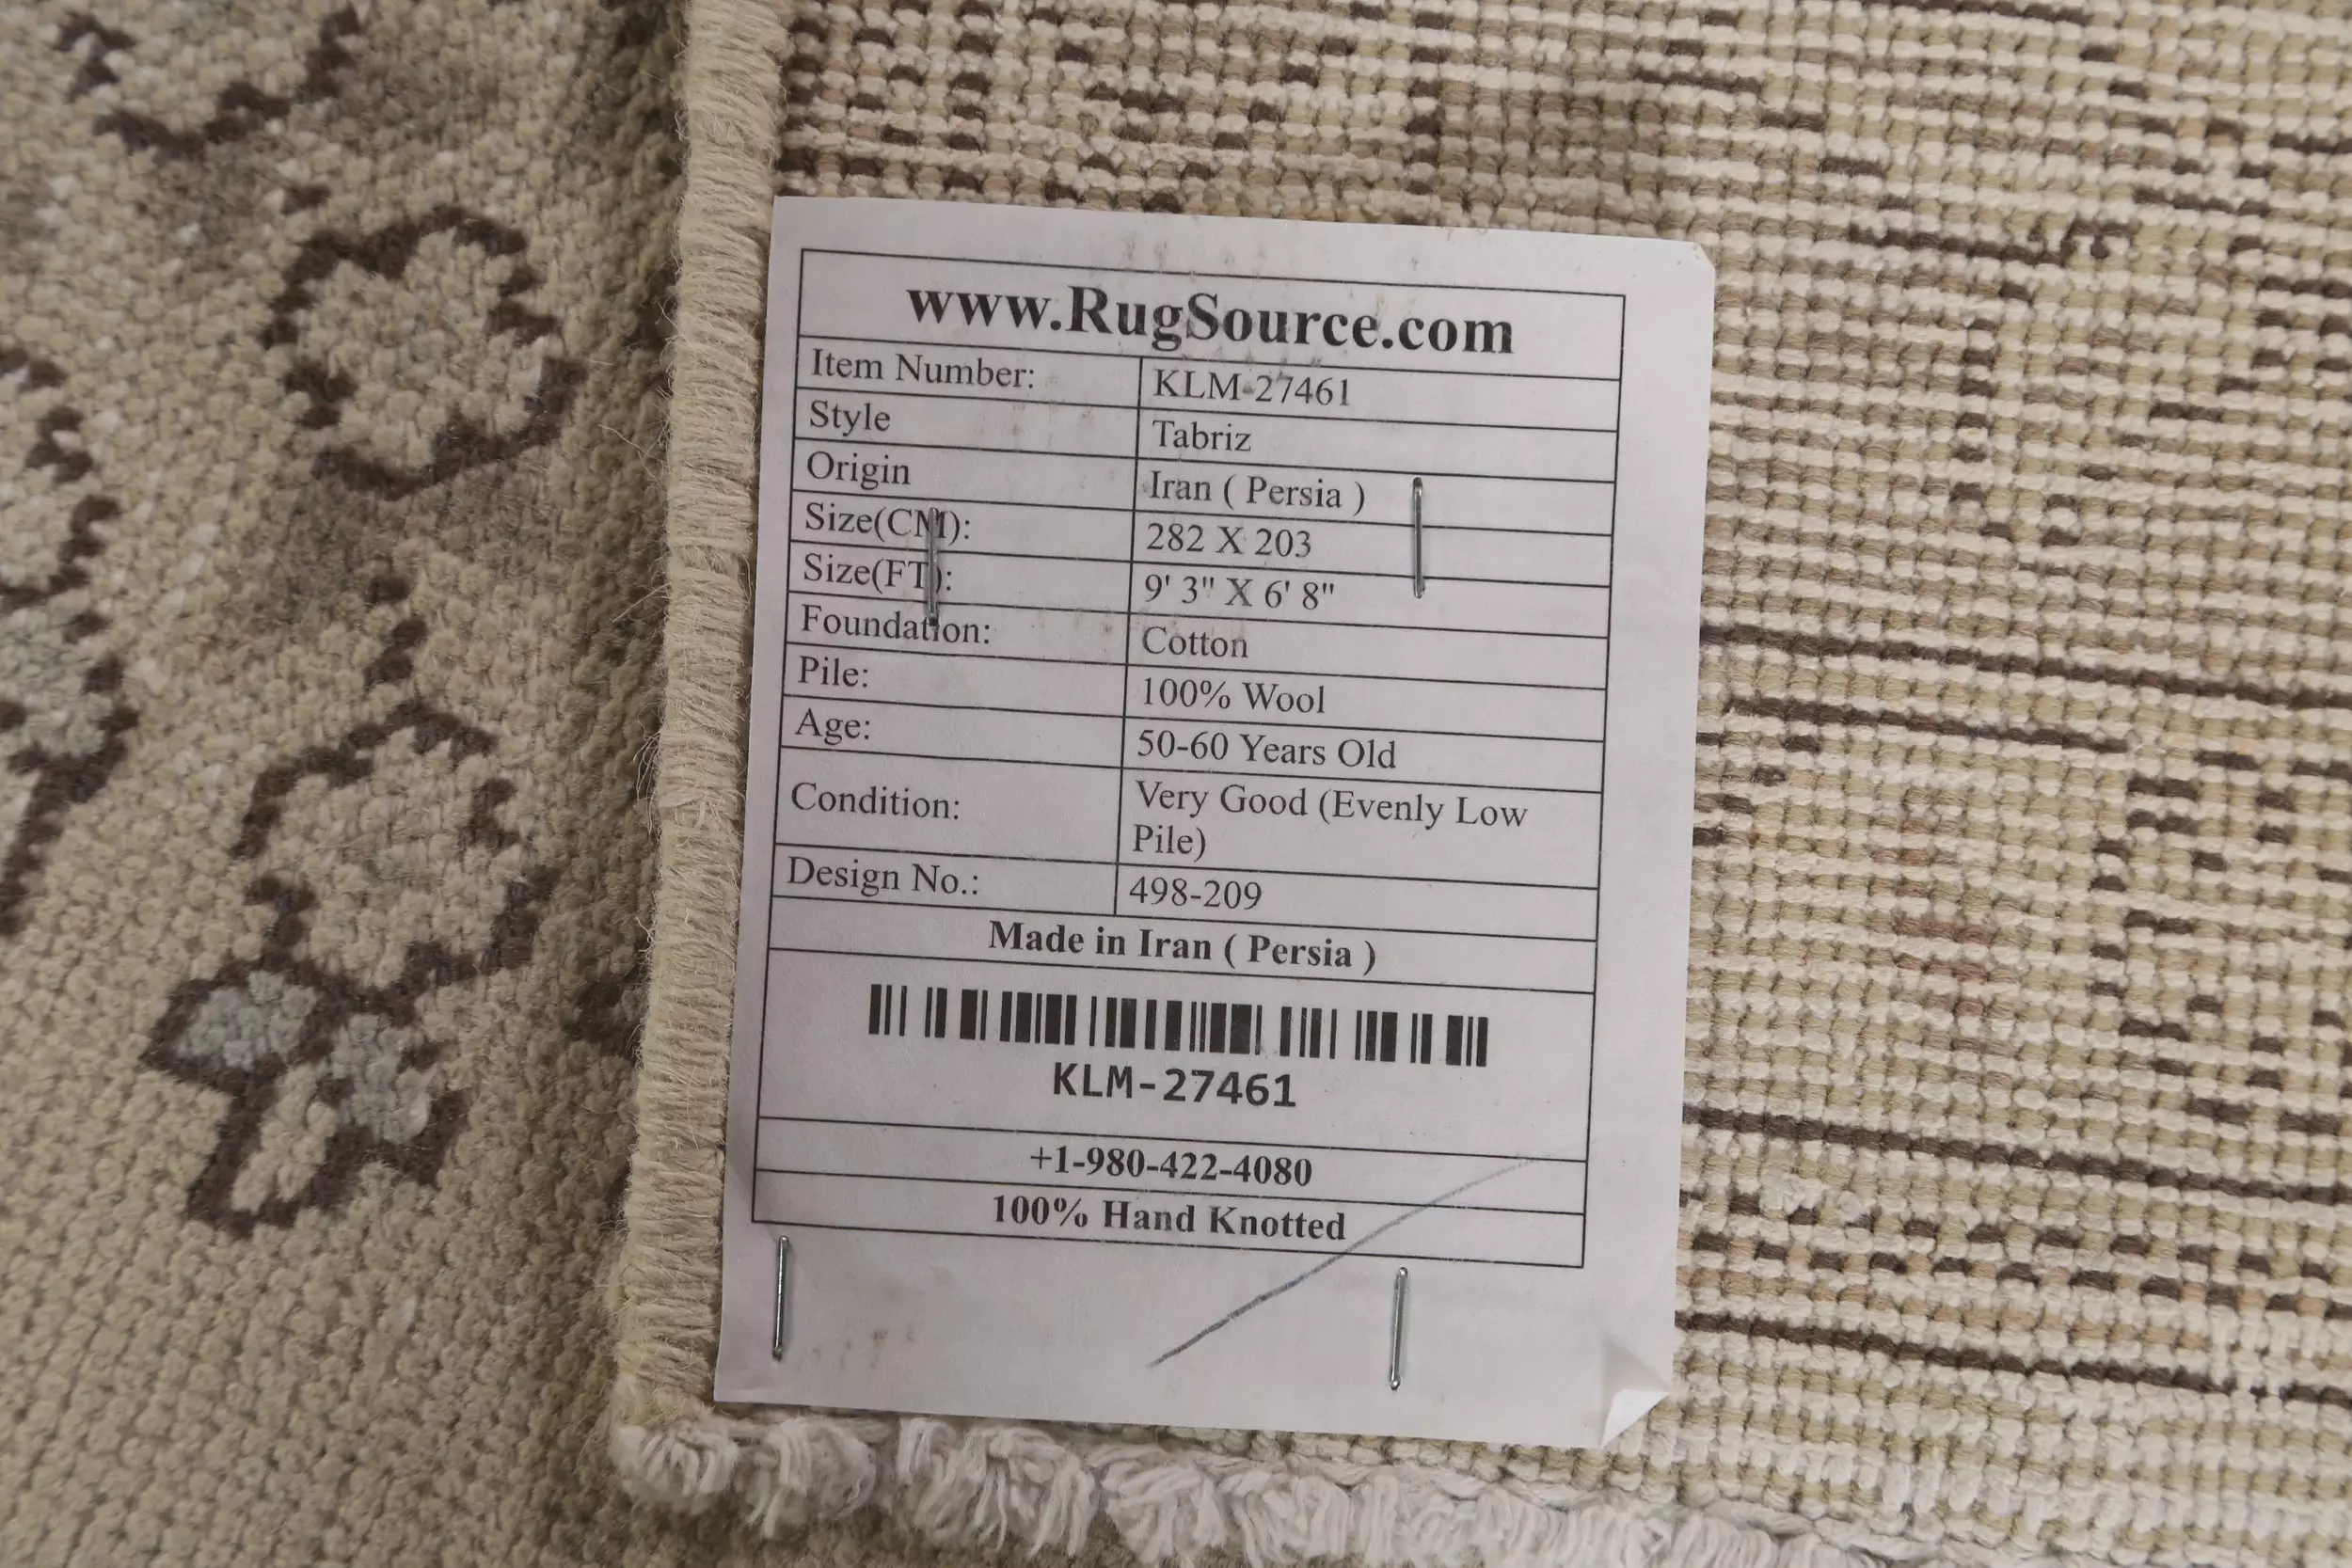 www.RugSource.com
Item Number: KLM-27461
Style Tabriz
Origin Iran ( Persia )
Size(CM): 282 X 203
Size(FT): 9' 3" X 6' 8"
Foundation: Cotton
Pile: 100% Wool
Age: 50-60 Years Old
Condition: Very Good (Evenly Low
Pile)
Design No.: 498-209
Made in Iran ( Persia )
KLM-27461
+1-980-422-4080
100% Hand Knotted